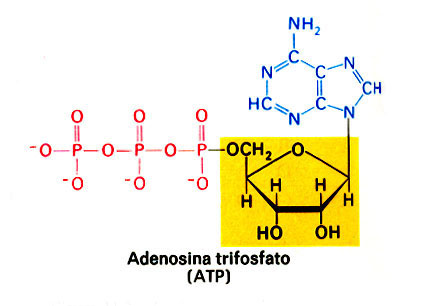 NH₂
C
N C N
HC C CH
N N
O O O
⁻O—P—O—P—O—P—OCH₂ O
⁻O ⁻O ⁻O H H
H H
HO OH
Adenosina trifosfato
(ATP)